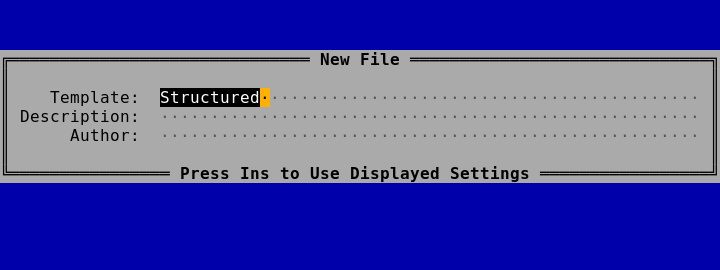 New File
Template: Structured
Description:
Author:
Press Ins to Use Displayed Settings